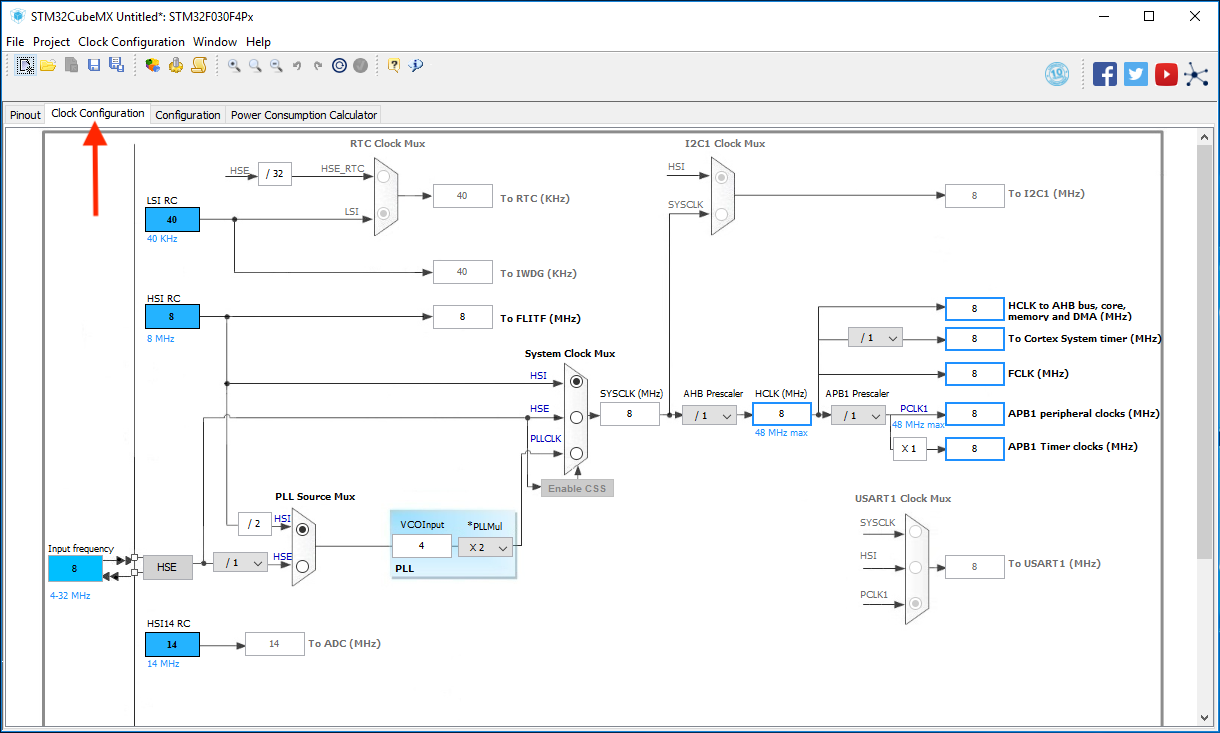 STM32CubeMX Untitled*: STM32F030F4Px
File Project Clock Configuration Window Help
10
Pinout Clock Configuration Configuration Power Consumption Calculator
RTC Clock Mux
I2C1 Clock Mux
HSE / 32 HSE_RTC
HSI
40 To RTC (KHz)
8 To I2C1 (MHz)
LSI RC
SYSCLK
40
LSI
40 KHz
40 To IWDG (KHz)
HSI RC
8
8 To FLITF (MHz)
8 MHz
8 HCLK to AHB bus, core,
memory and DMA (MHz)
/ 1 8 To Cortex System timer (MHz)
System Clock Mux
HSI
8 FCLK (MHz)
SYSCLK (MHz) AHB Prescaler HCLK (MHz) APB1 Prescaler
HSE
8 / 1 8 / 1 PCLK1 8 APB1 peripheral clocks (MHz)
48 MHz max 48 MHz max
PLLCLK
X 1 8 APB1 Timer clocks (MHz)
Enable CSS
PLL Source Mux
USART1 Clock Mux
/ 2 HSI
VCOInput *PLLMul
SYSCLK
4 X 2
Input frequency
HSI
8 HSE / 1 HSE
PLL
8 To USART1 (MHz)
4-32 MHz
PCLK1
HSI14 RC
14
14 To ADC (MHz)
14 MHz